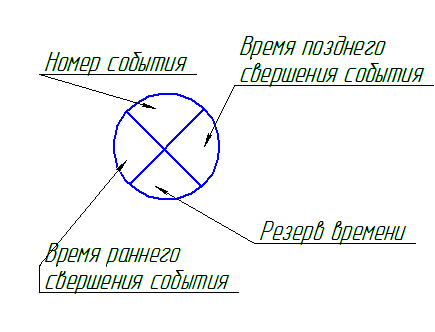 Номер события
Время позднего
свершения события
Резерв времени
Время раннего
свершения события